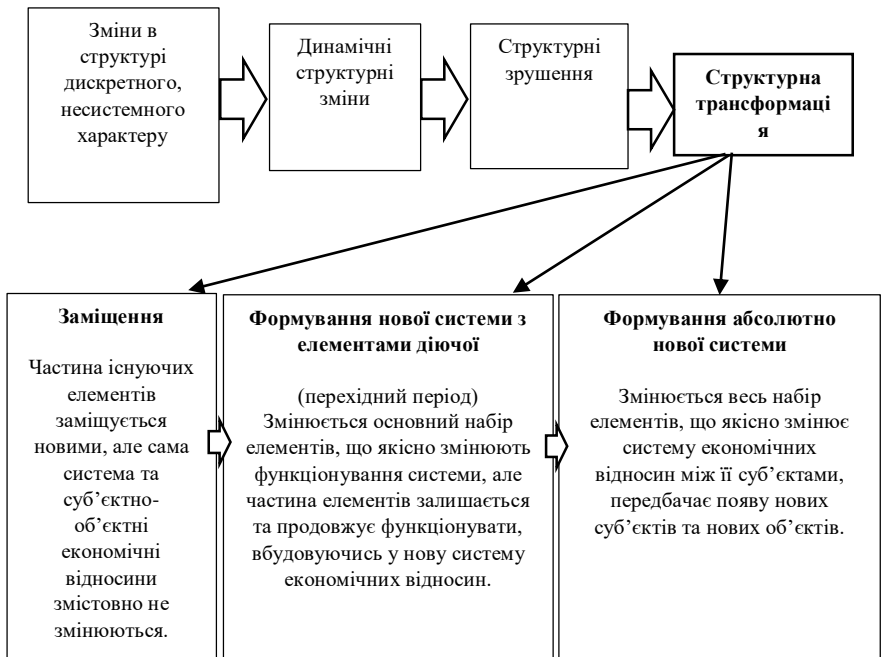 Зміни в
структурі
дискретного,
несистемного
характеру
Динамічні
структурні
зміни
Структурні
зрушення
Структурна
трансформаці
я
Заміщення
Частина існуючих
елементів
заміщується
новими, але сама
система та
суб’єктно-
об’єктні
економічні
відносини
змістовно не
змінюються.
Формування нової системи з
елементами діючої
(перехідний період)
Змінюється основний набір
елементів, що якісно змінюють
функціонування системи, але
частина елементів залишається
та продовжує функціонувати,
вбудовуючись у нову систему
економічних відносин.
Формування абсолютно
нової системи
Змінюється весь набір
елементів, що якісно змінює
систему економічних
відносин між її суб’єктами,
передбачає появу нових
суб’єктів та нових об’єктів.